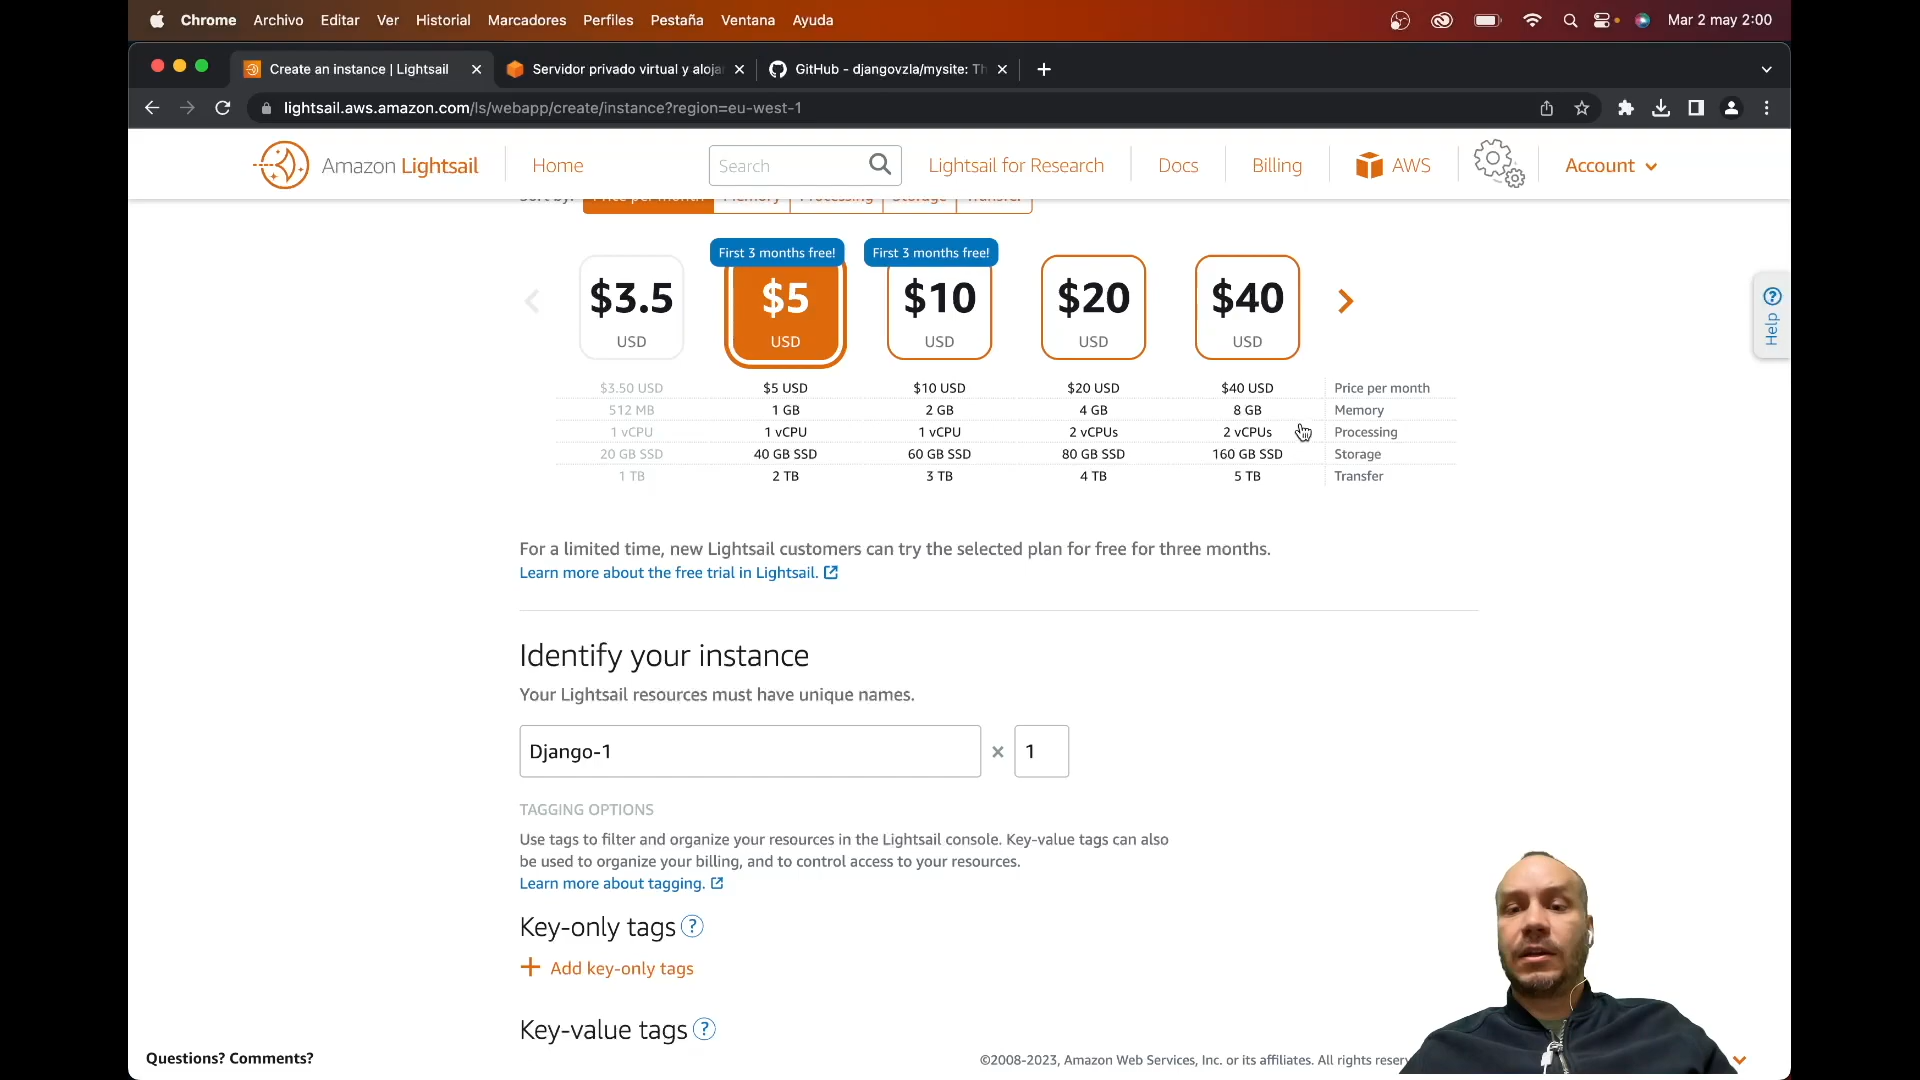 Chrome Archivo Editar Ver Historial Marcadores Perfiles Pestaña Ventana Ayuda Mar 2 may 2:00
Create an instance | Lightsail Servidor privado virtual y aloja GitHub - djangovzla/mysite: Th
lightsail.aws.amazon.com/ls/webapp/create/instance?region=eu-west-1
Amazon Lightsail Home Search Lightsail for Research Docs Billing AWS Account
Sort by: Price per month Memory Processing Storage Transfer
First 3 months free! First 3 months free!
$3.5 $5 $10 $20 $40
USD USD USD USD USD
$3.50 USD $5 USD $10 USD $20 USD $40 USD Price per month
512 MB 1 GB 2 GB 4 GB 8 GB Memory
1 vCPU 1 vCPU 1 vCPU 2 vCPUs 2 vCPUs Processing
20 GB SSD 40 GB SSD 60 GB SSD 80 GB SSD 160 GB SSD Storage
1 TB 2 TB 3 TB 4 TB 5 TB Transfer
Help
For a limited time, new Lightsail customers can try the selected plan for free for three months.
Learn more about the free trial in Lightsail.
Identify your instance
Your Lightsail resources must have unique names.
Django-1 × 1
TAGGING OPTIONS
Use tags to filter and organize your resources in the Lightsail console. Key-value tags can also
be used to organize your billing, and to control access to your resources.
Learn more about tagging.
Key-only tags ?
+ Add key-only tags
Key-value tags ?
Questions? Comments? ©2008-2023, Amazon Web Services, Inc. or its affiliates. All rights reserv